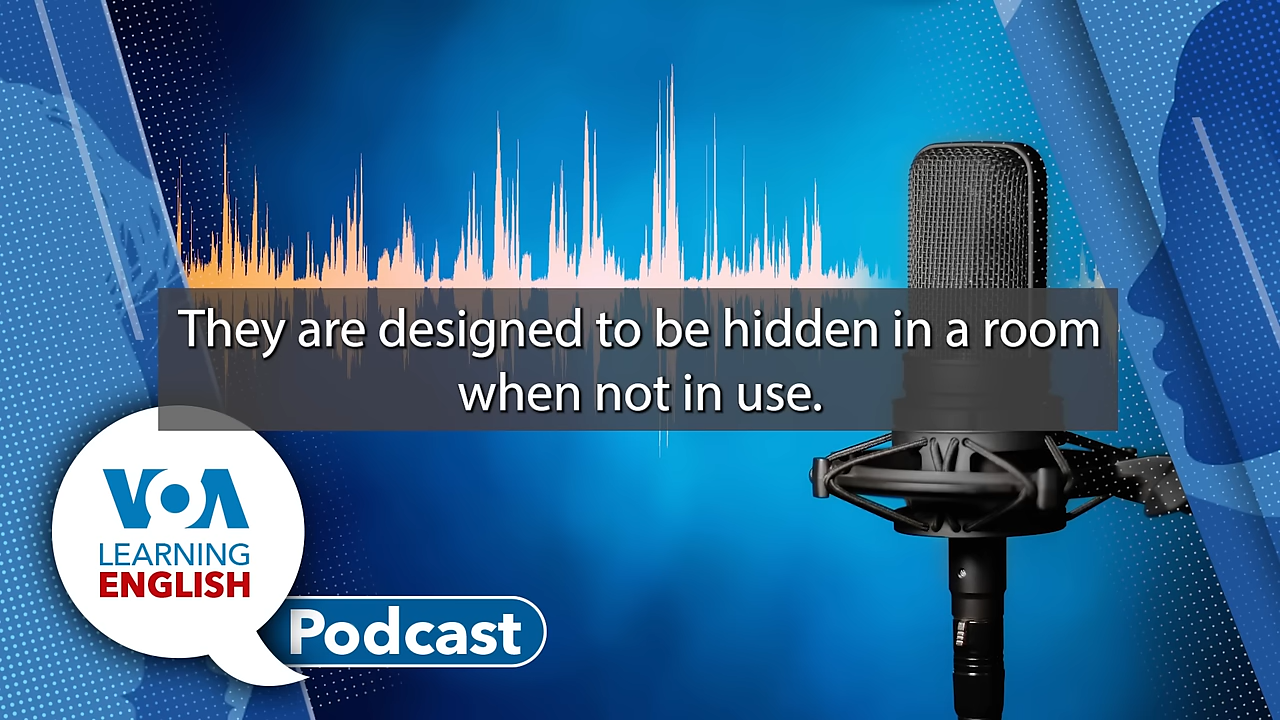 They are designed to be hidden in a room
when not in use.
VOA
LEARNING
ENGLISH
Podcast